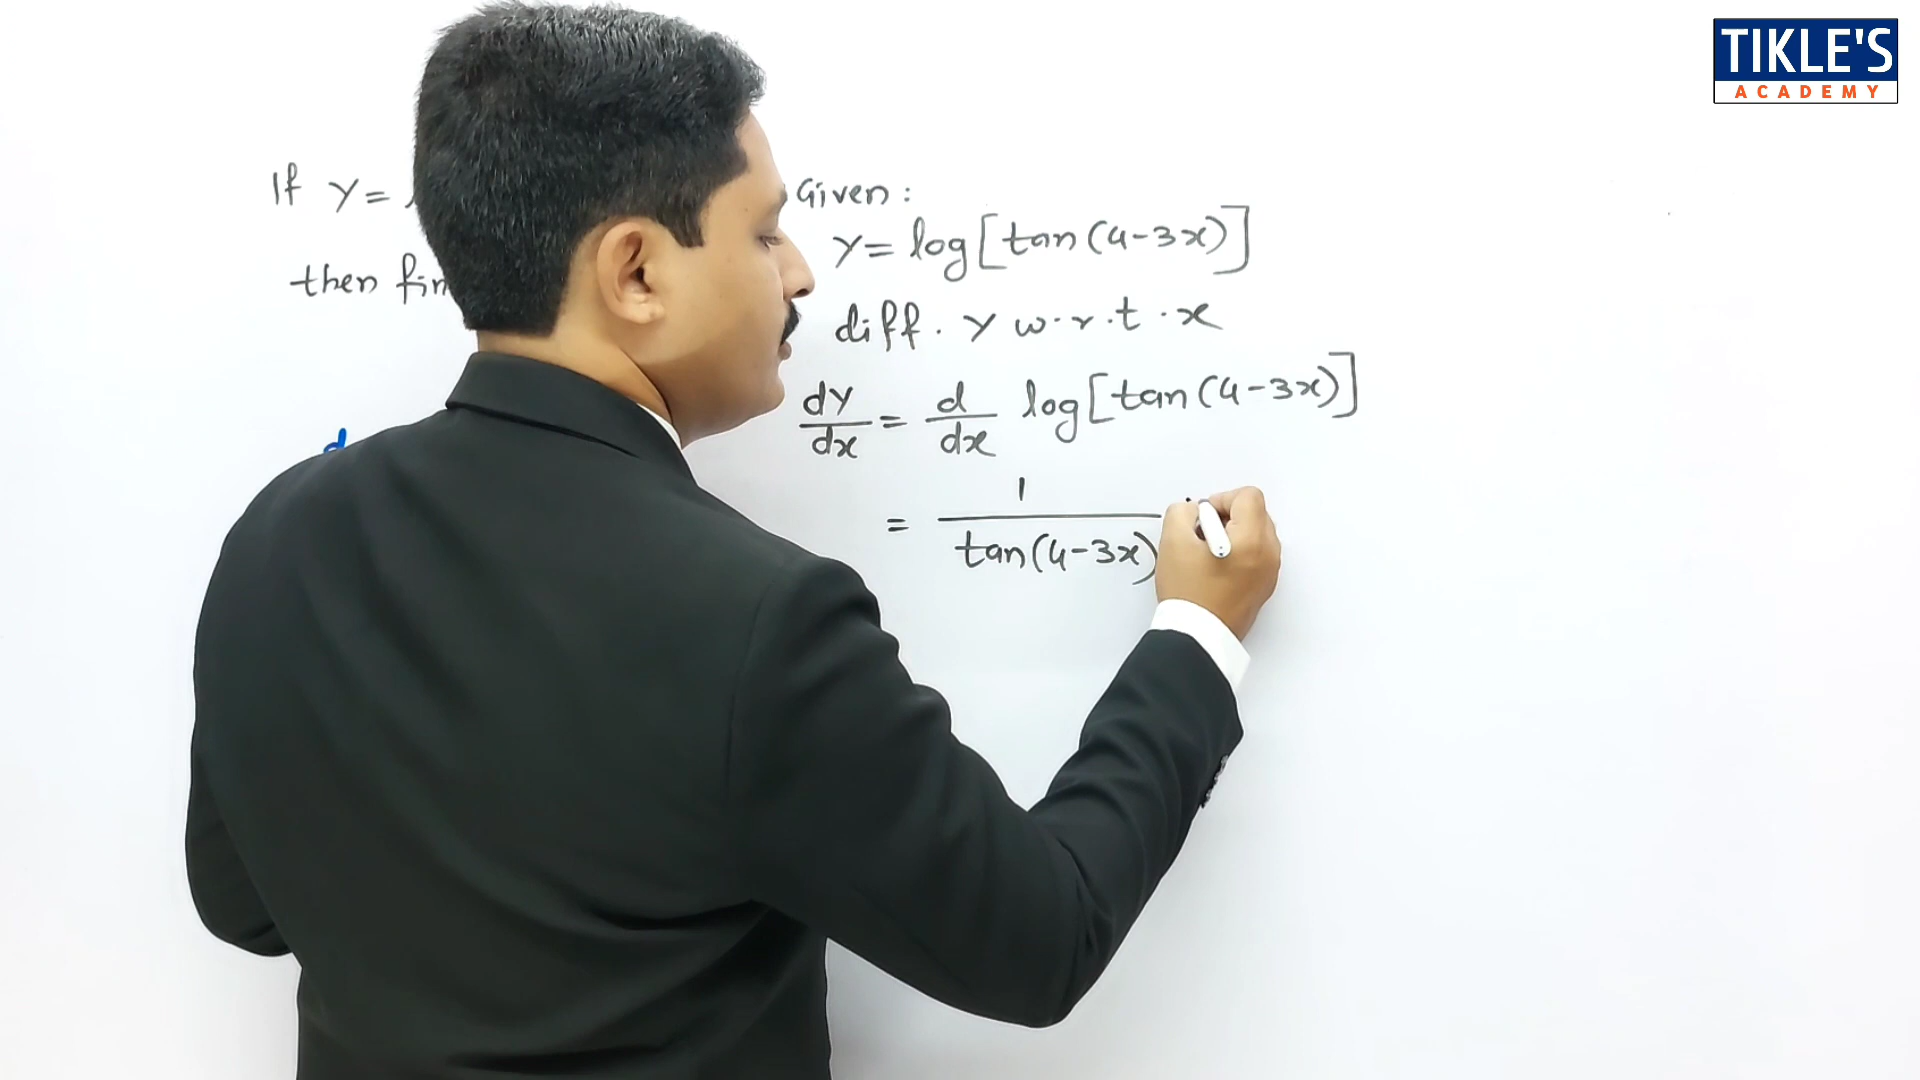 TIKLE'S
ACADEMY
If y =
then
Given :
y = log[tan(4-3x)]
diff. y w.r.t.x
dy/dx = d/dx log[tan(4-3x)]
= 1/tan(4-3x)